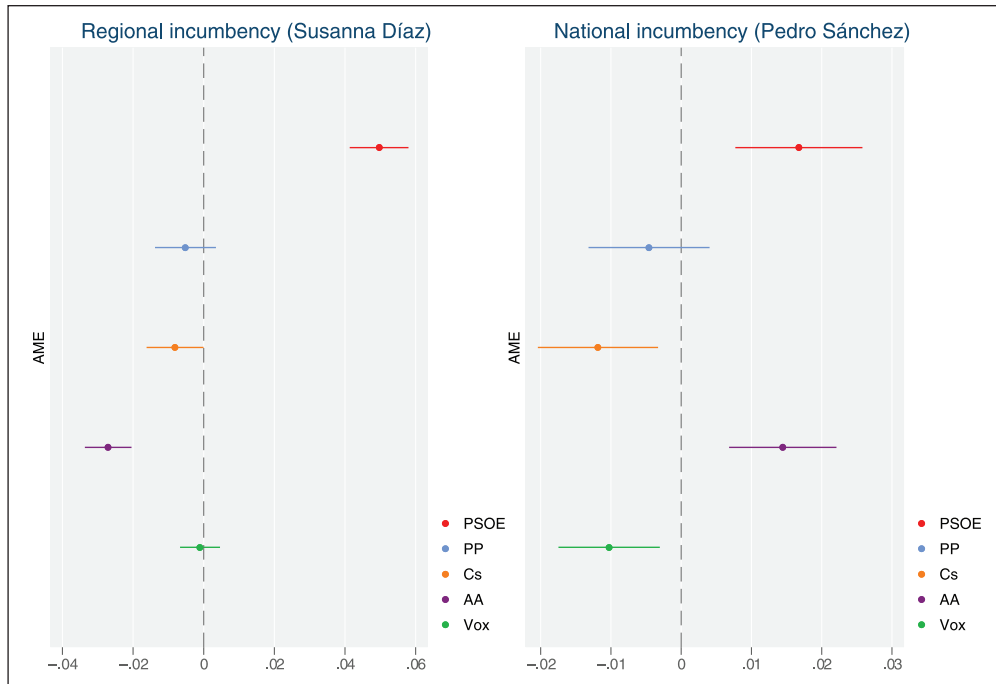 Regional incumbency (Susanna Díaz)
AME
PSOE
PP
Cs
AA
Vox
−.04 −.02 0 .02 .04 .06
National incumbency (Pedro Sánchez)
AME
PSOE
PP
Cs
AA
Vox
−.02 −.01 0 .01 .02 .03